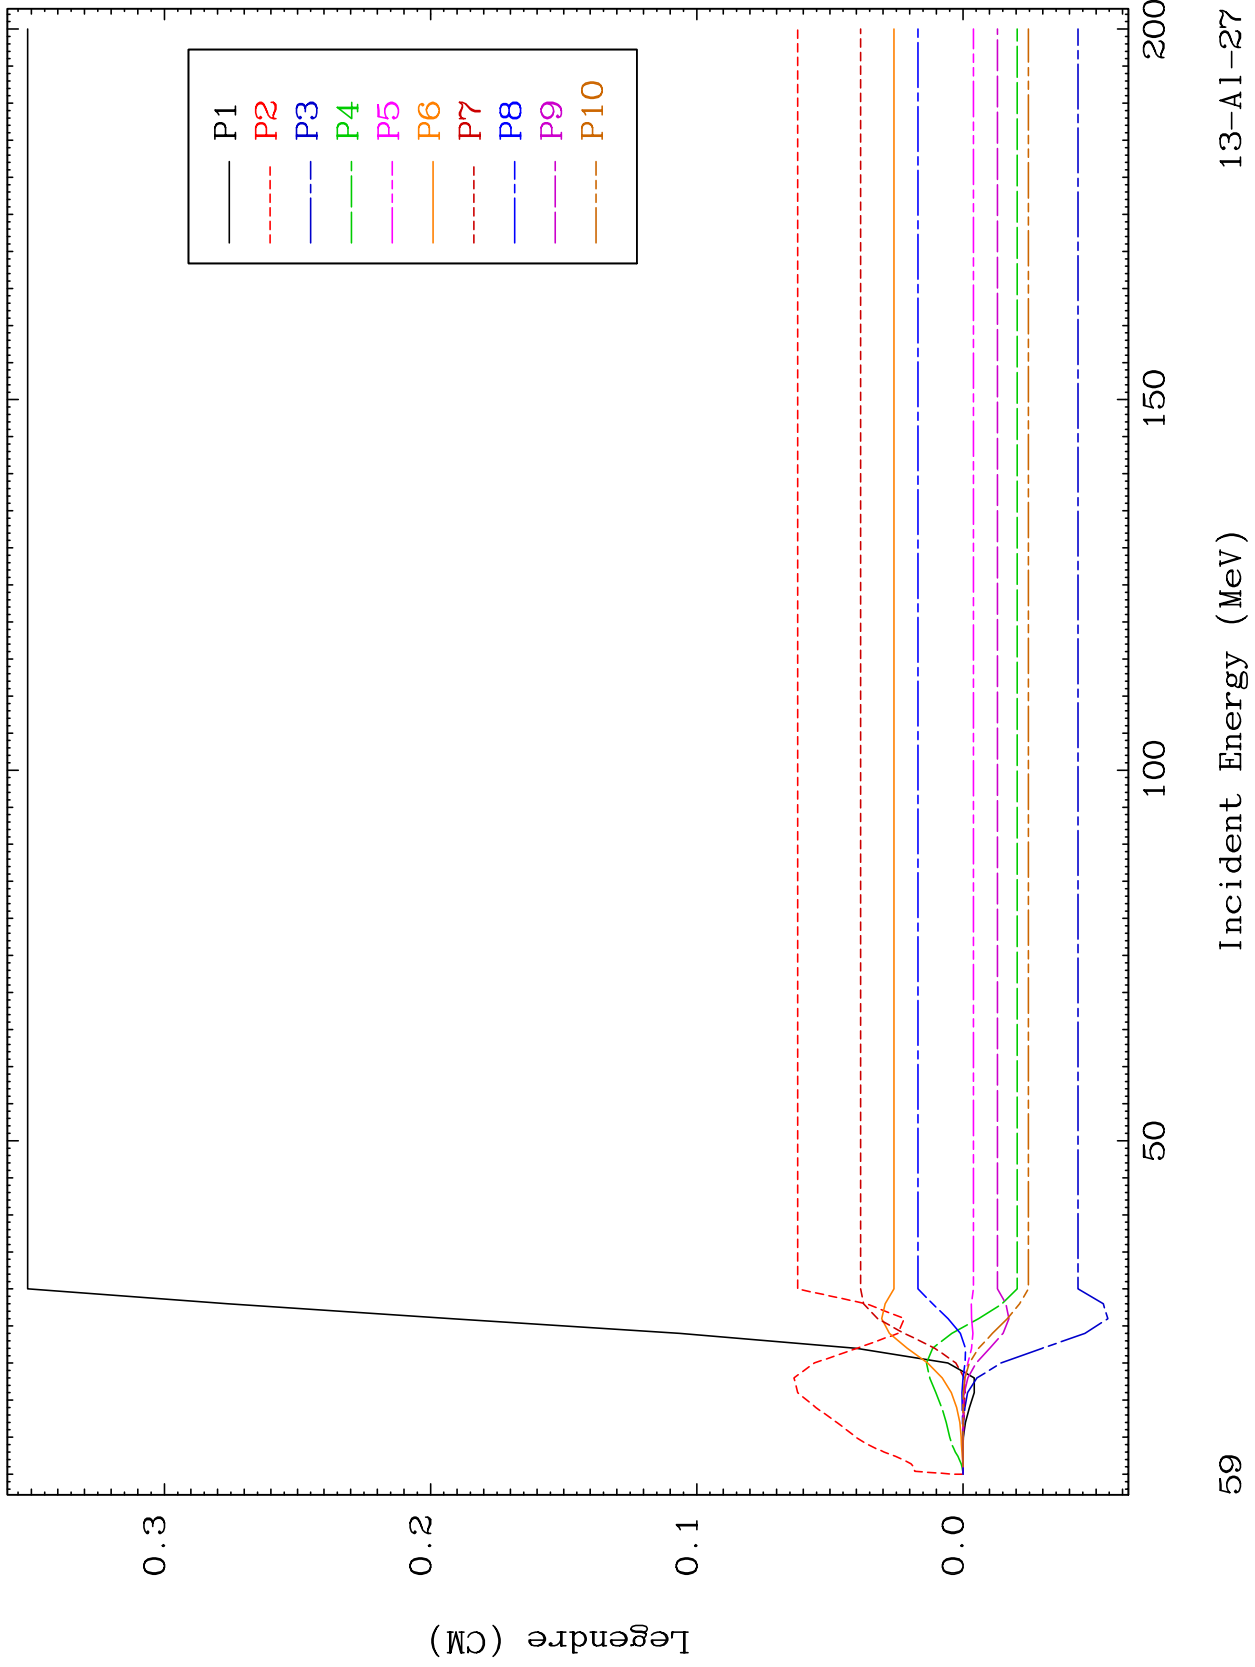 0.3
0.2
0.1
0.0
Legendre (CM)
P1
P2
P3
P4
P5
P6
P7
P8
P9
P10
50
100
150
200
Incident Energy (MeV)
59
13-Al-27